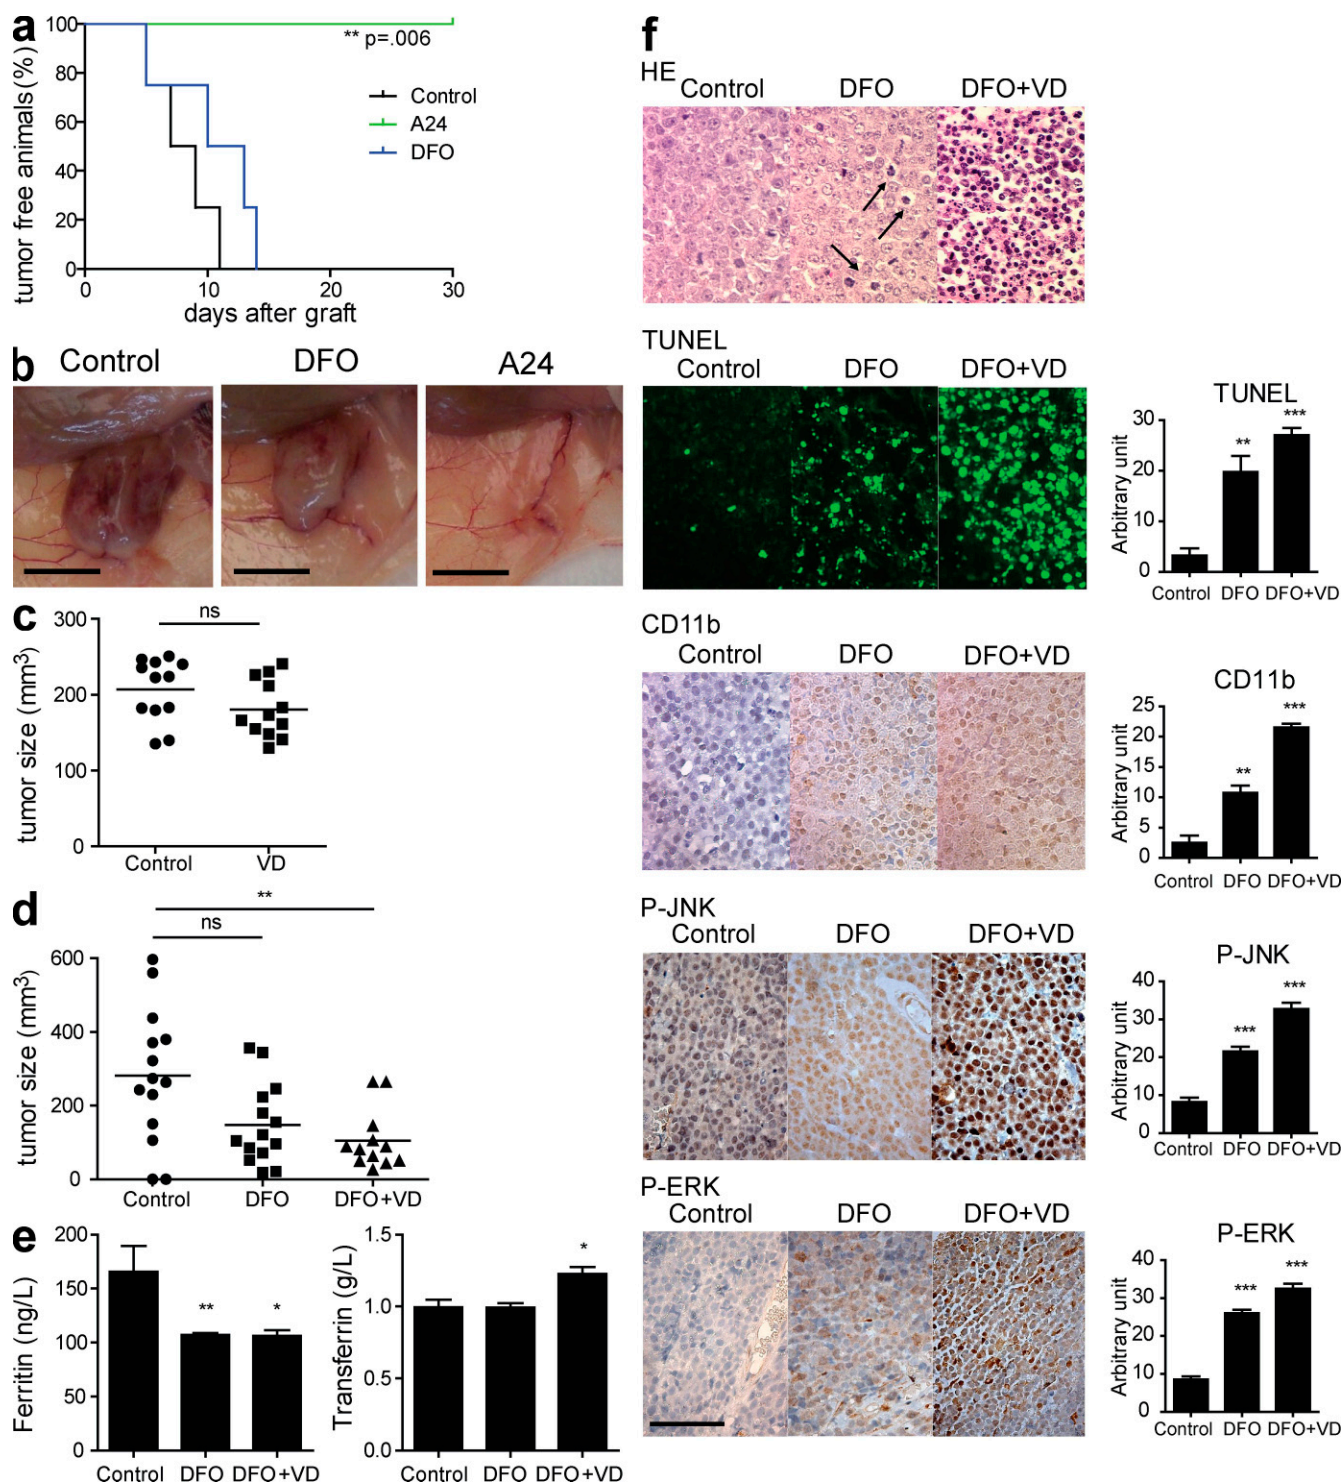 a
tumor free animals (%)
100
80
60
40
20
0
** p=.006
Control
A24
DFO
0 10 20 30
days after graft
b
Control DFO A24
c
tumor size (mm3)
300
200
100
0
ns
Control VD
d
tumor size (mm3)
600
400
200
0
**
ns
Control DFO DFO+VD
e
Ferritin (ng/L)
200
150
100
50
0
** *
Control DFO DFO+VD
Transferrin (g/L)
1.5
1.0
0.5
0.0
*
Control DFO DFO+VD
f
HE
Control DFO DFO+VD
TUNEL
Control DFO DFO+VD
TUNEL
Arbitrary unit
30
20
10
0
** ***
Control DFO DFO+VD
CD11b
Control DFO DFO+VD
CD11b
Arbitrary unit
25
20
15
10
5
0
** ***
Control DFO DFO+VD
P-JNK
Control DFO DFO+VD
P-JNK
Arbitrary unit
40
30
20
10
0
*** ***
Control DFO DFO+VD
P-ERK
Control DFO DFO+VD
P-ERK
Arbitrary unit
40
30
20
10
0
*** ***
Control DFO DFO+VD